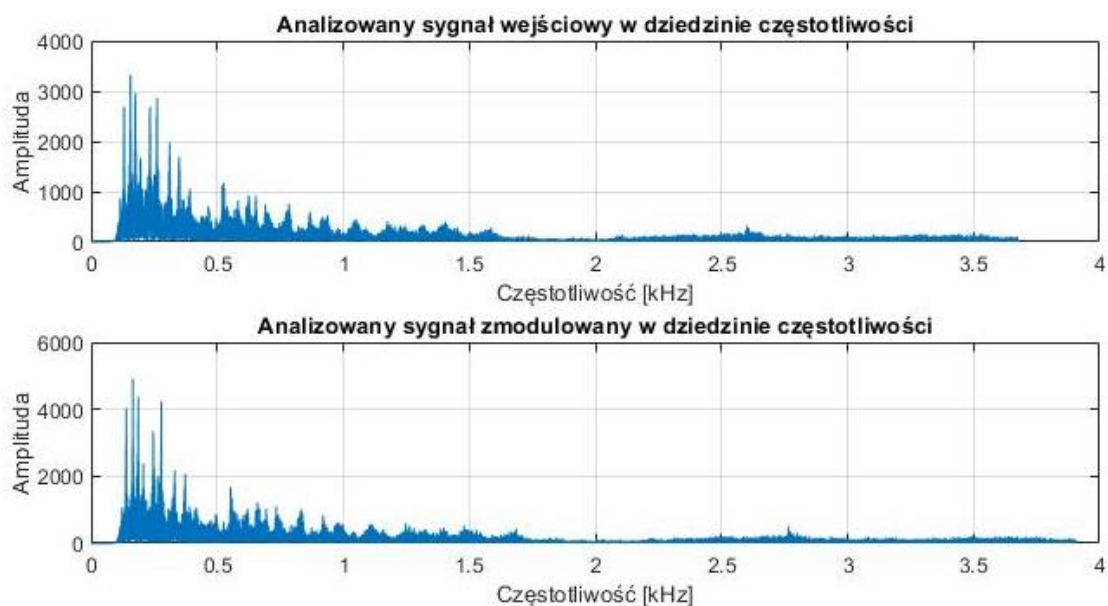 Analizowany sygnał wejściowy w dziedzinie częstotliwości
4000
3000
2000
1000
0
Amplituda
0 0.5 1 1.5 2 2.5 3 3.5 4
Częstotliwość [kHz]
Analizowany sygnał zmodulowany w dziedzinie częstotliwości
6000
4000
2000
0
Amplituda
0 0.5 1 1.5 2 2.5 3 3.5 4
Częstotliwość [kHz]